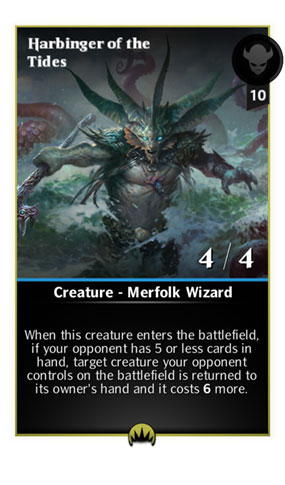 Harbinger of the
Tides
10
4 / 4
Creature - Merfolk Wizard
When this creature enters the battlefield,
if your opponent has 5 or less cards in
hand, target creature your opponent
controls on the battlefield is returned to
its owner's hand and it costs 6 more.